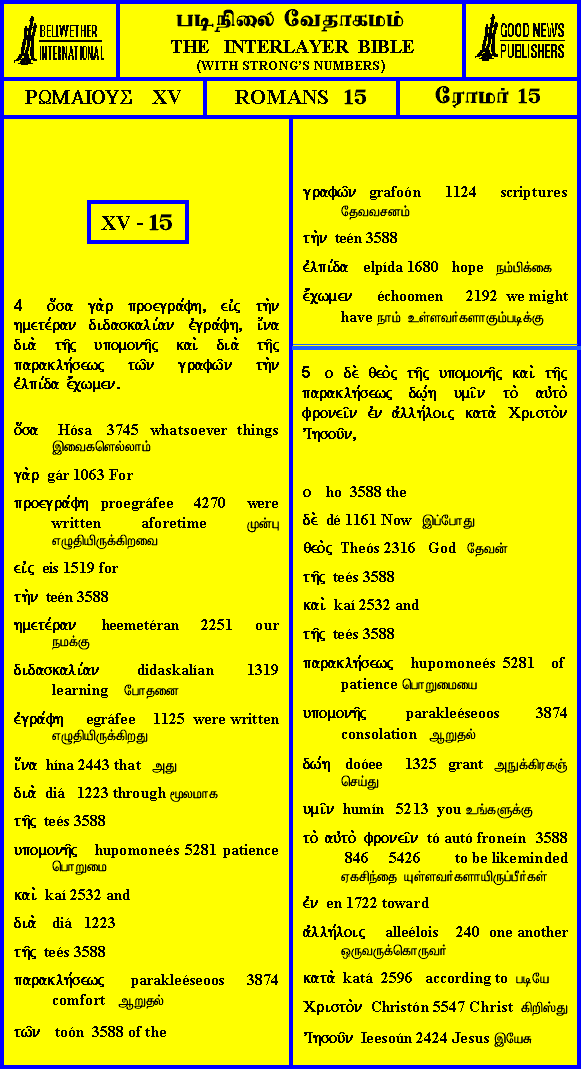 BELLWETHER
INTERNATIONAL
படிநிலை வேதாகமம்
THE INTERLAYER BIBLE
(WITH STRONG'S NUMBERS)
GOOD NEWS
PUBLISHERS
ΡΩΜΑΙΟΥΣ XV
ROMANS 15
ரோமர் 15
XV - 15
4 ὅσα γὰρ προεγράφη, εἰς τὴν
ημετέραν διδασκαλίαν ἐγράφη, ἵνα
διὰ τῆς υπομονῆς καὶ διὰ τῆς
παρακλήσεως τῶν γραφῶν τὴν
ἐλπίδα ἔχωμεν.
ὅσα Hósa 3745 whatsoever things
இவைகளெல்லாம்
γὰρ gár 1063 For
προεγράφη proegráfee 4270 were
written aforetime முன்பு
எழுதியிருக்கிறவை
εἰς eis 1519 for
τὴν teén 3588
ημετέραν heemetéran 2251 our
நமக்கு
διδασκαλίαν didaskalían 1319
learning போதனை
ἐγράφη egráfee 1125 were written
எழுதியிருக்கிறது
ἵνα hína 2443 that அது
διὰ diá 1223 through மூலமாக
τῆς teés 3588
υπομονῆς hupomoneés 5281 patience
பொறுமை
καὶ kaí 2532 and
διὰ diá 1223
τῆς teés 3588
παρακλήσεως parakleéseoos 3874
comfort ஆறுதல்
τῶν toón 3588 of the
γραφῶν grafoón 1124 scriptures
தேவவசனம்
τὴν teén 3588
ἐλπίδα elpída 1680 hope நம்பிக்கை
ἔχωμεν échoomen 2192 we might
have நாம் உள்ளவர்களாகும்படிக்கு
5 ο δὲ θεὸς τῆς υπομονῆς καὶ τῆς
παρακλήσεως δῴη υμῖν τὸ αὐτὸ
φρονεῖν ἐν ἀλλήλοις κατὰ Χριστὸν
Ἰησοῦν,
ο ho 3588 the
δὲ dé 1161 Now இப்போது
θεὸς Theós 2316 God தேவன்
τῆς teés 3588
καὶ kaí 2532 and
τῆς teés 3588
παρακλήσεως hupomoneés 5281 of
patience பொறுமையை
υπομονῆς parakleéseoos 3874
consolation ஆறுதல்
δῴη doóee 1325 grant அநுக்கிரகஞ்
செய்து
υμῖν humín 5213 you உங்களுக்கு
τὸ αὐτὸ φρονεῖν tó autó froneín 3588
846 5426 to be likeminded
ஏகசிந்தை யுள்ளவர்களாயிருப்பீர்கள்
ἐν en 1722 toward
ἀλλήλοις alleélois 240 one another
ஒருவருக்கொருவர்
κατὰ katá 2596 according to படியே
Χριστὸν Christón 5547 Christ கிறிஸ்து
Ἰησοῦν Ieesoún 2424 Jesus இயேசு